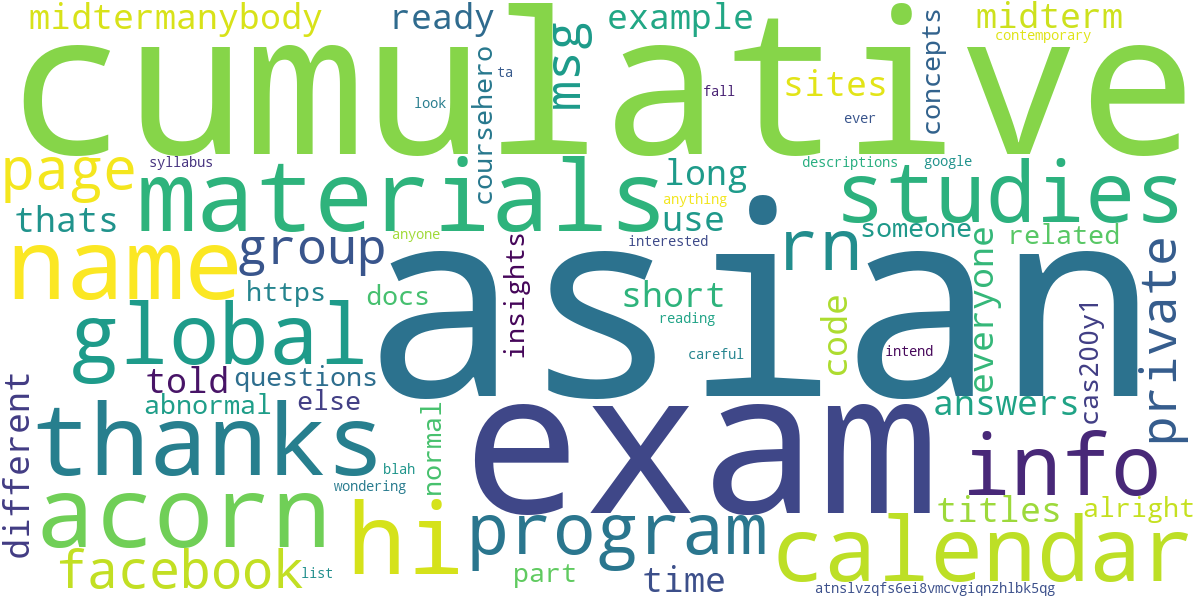 midtermanybody ready example midterm
contemporary
cumulative
msg
coursehero
concepts
ta
look
fall
sites
ever
page
syllabus
materials
long
descriptions
google
studies
anything
thats
use
someone
related
name
group
anyone
interested
rn
asian
insights
https
docs
short
reading
code
everyone
private
global
careful
intend
cas200y1
told
questions
abnormal
else
answers
different
thanks
normal
exam
blah
wondering
info
acorn
hi
program
titles
alright
calendar
facebook
list
part
time
atnslvzqfs6ei8vmcvgiqnzhlbk5qg